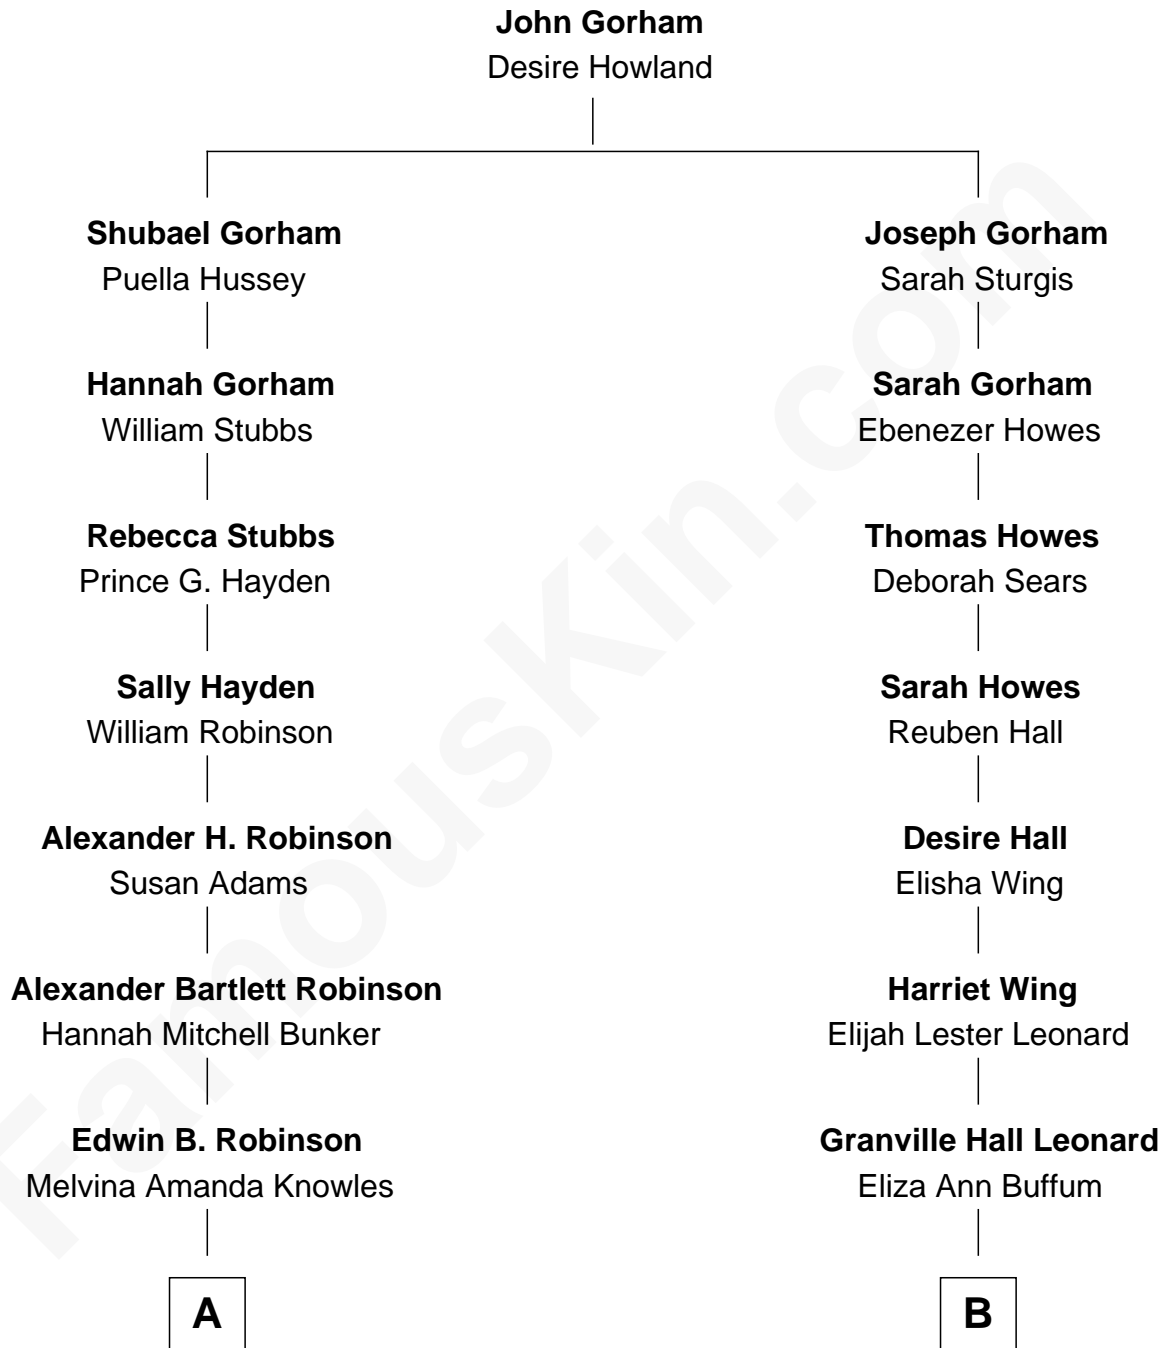 John Gorham
Desire Howland
Shubael Gorham
Puella Hussey
Joseph Gorham
Sarah Sturgis
Hannah Gorham
William Stubbs
Sarah Gorham
Ebenezer Howes
Rebecca Stubbs
Prince G. Hayden
Thomas Howes
Deborah Sears
Sally Hayden
William Robinson
Sarah Howes
Reuben Hall
Alexander H. Robinson
Susan Adams
Desire Hall
Elisha Wing
Alexander Bartlett Robinson
Hannah Mitchell Bunker
Harriet Wing
Elijah Lester Leonard
Edwin B. Robinson
Melvina Amanda Knowles
Granville Hall Leonard
Eliza Ann Buffum
A
B
FamousKin.com